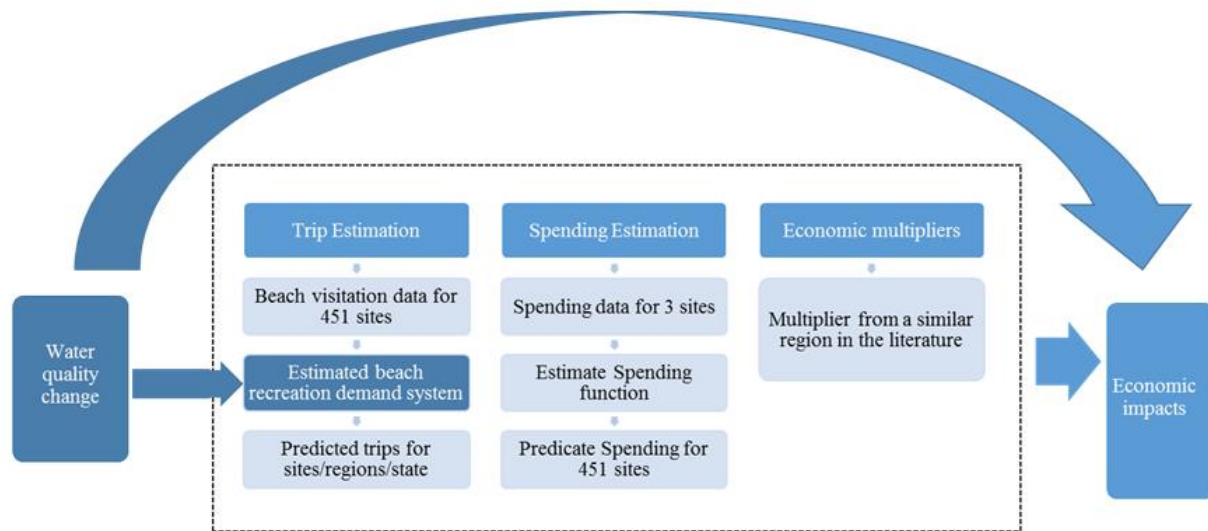 Water
quality
change
Trip Estimation
Beach visitation data for
451 sites
Estimated beach
recreation demand system
Predicted trips for
sites/regions/state
Spending Estimation
Spending data for 3 sites
Estimate Spending
function
Predicate Spending for
451 sites
Economic multipliers
Multiplier from a similar
region in the literature
Economic
impacts